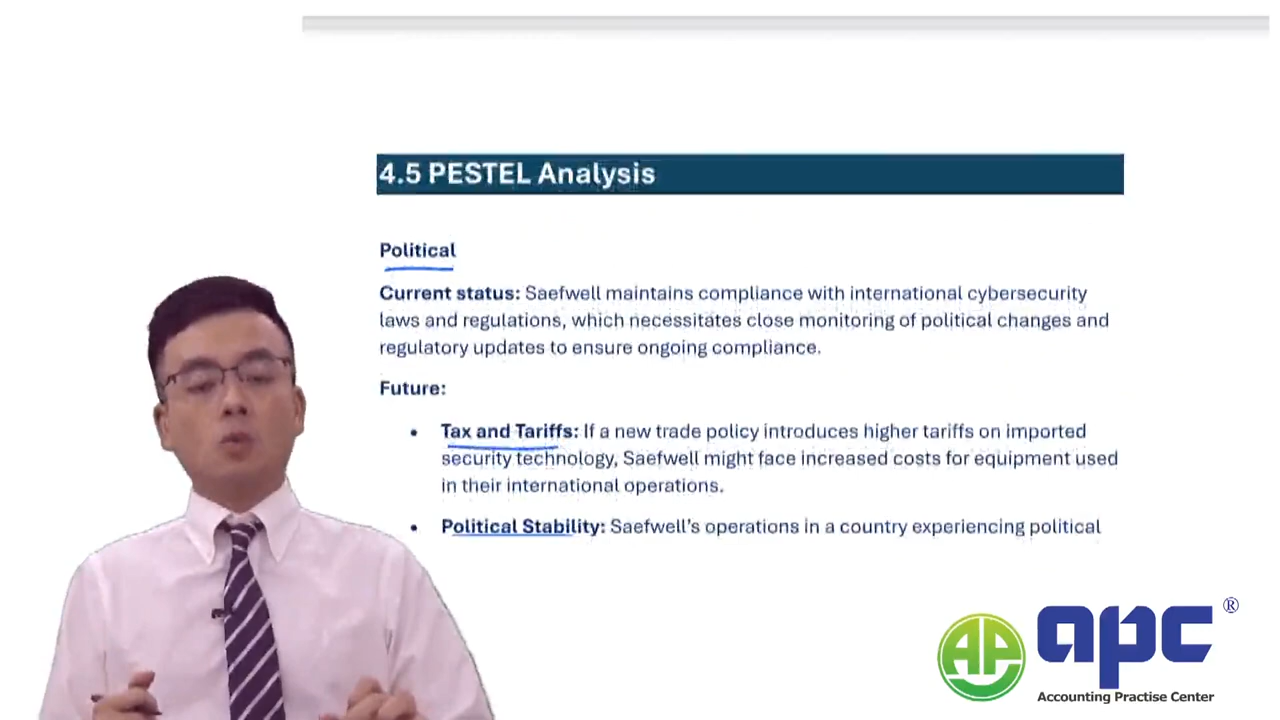 4.5 PESTEL Analysis
Political
Current status: Saefwell maintains compliance with international cybersecurity
laws and regulations, which necessitates close monitoring of political changes and
regulatory updates to ensure ongoing compliance.
Future:
• Tax and Tariffs: If a new trade policy introduces higher tariffs on imported
security technology, Saefwell might face increased costs for equipment used
in their international operations.
• Political Stability: Saefwell's operations in a country experiencing political
AP
apc ®
Accounting Practise Center